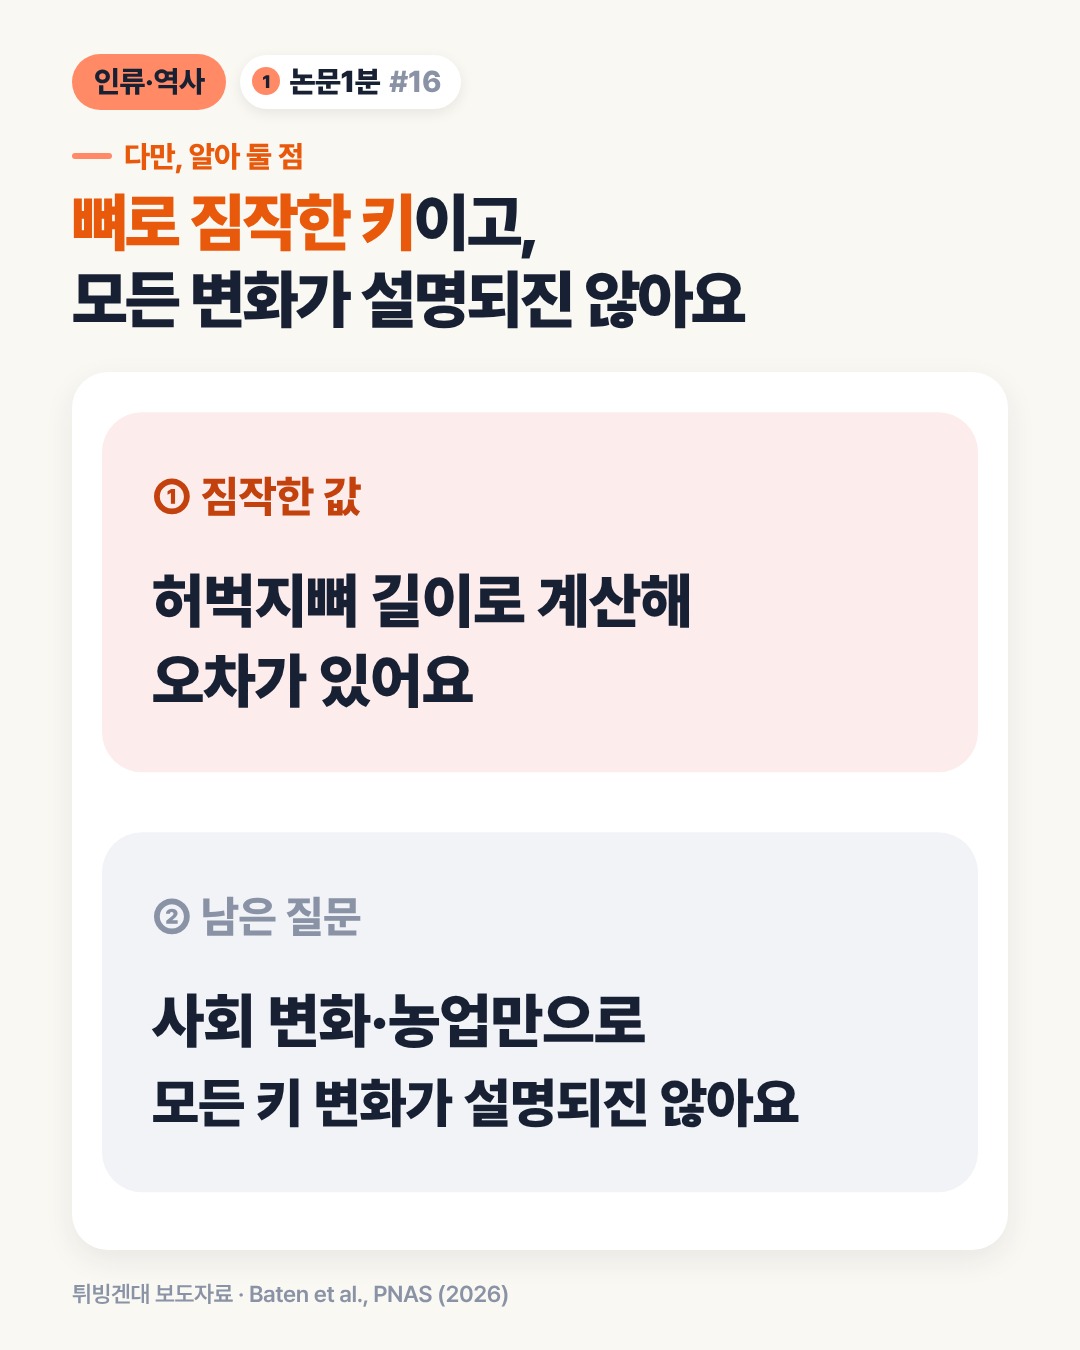 인류·역사
1 논문1분 #16
다만, 알아 둘 점
뼈로 짐작한 키이고,
모든 변화가 설명되진 않아요
① 짐작한 값
허벅지뼈 길이로 계산해
오차가 있어요
② 남은 질문
사회 변화·농업만으로
모든 키 변화가 설명되진 않아요
튀빙겐대 보도자료 · Baten et al., PNAS (2026)